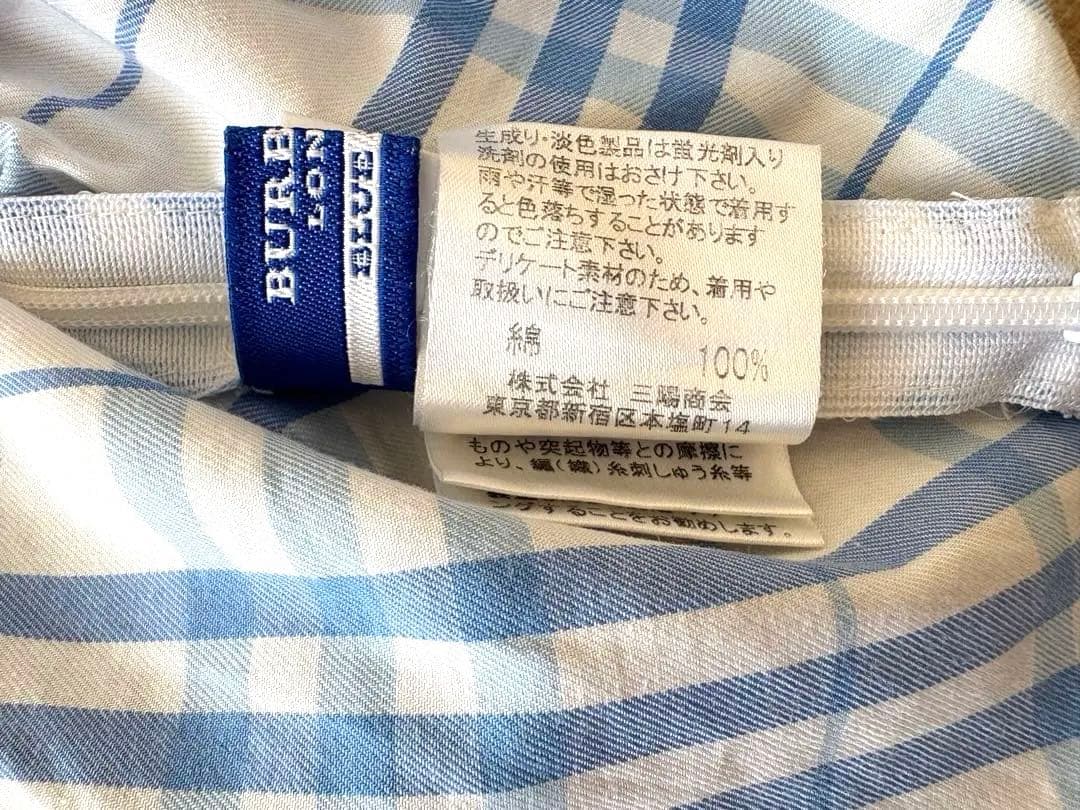 BURB
LON
BLUE
生成り・淡色製品は蛍光剤入り
洗剤の使用はおさけ下さい。
雨や汗等で湿った状態で着用す
ると色落ちすることがあります
のでご注意下さい。
デリケート素材のため、着用や
取扱いにご注意下さい。
綿 100%
株式会社 三陽商会
東京都新宿区本塩町14
ものや突起物等との摩擦に
より、編(織)糸刺しゅう糸等
ングすることをお勧めします。